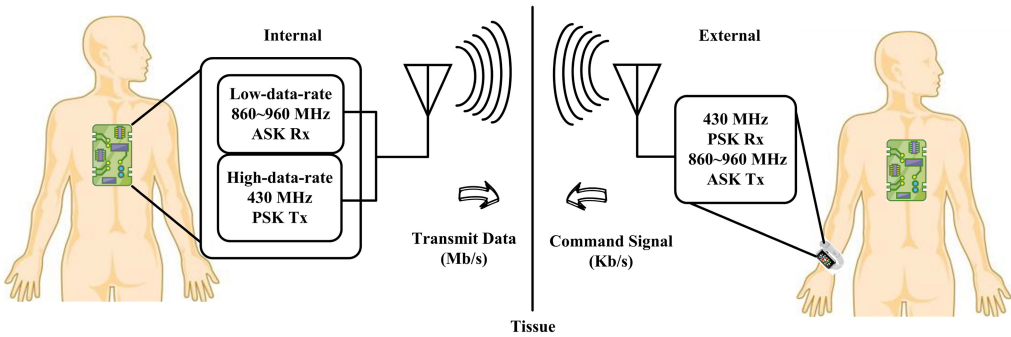 Internal
External
Low-data-rate
860~960 MHz
ASK Rx
High-data-rate
430 MHz
PSK Tx
430 MHz
PSK Rx
860~960 MHz
ASK Tx
Transmit Data
(Mb/s)
Command Signal
(Kb/s)
Tissue